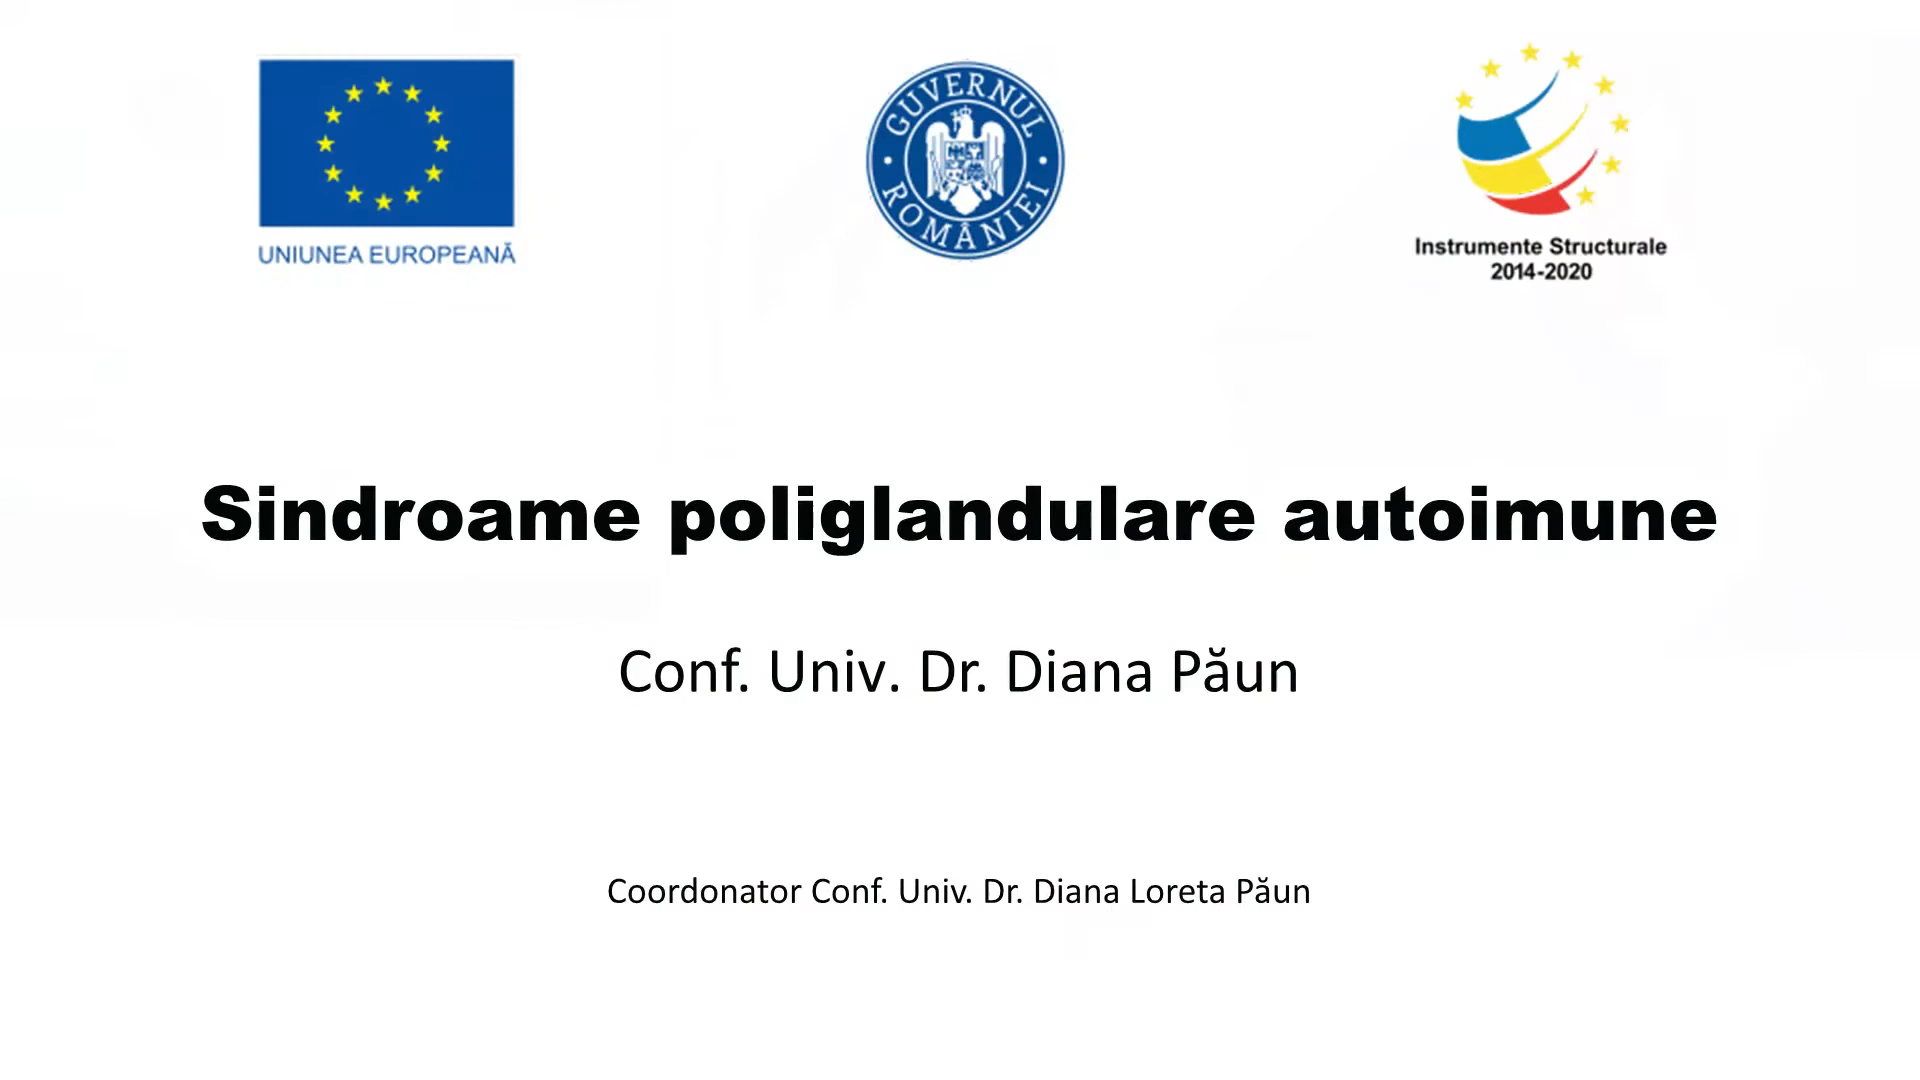 UNIUNEA EUROPEANĂ
GUVERNUL ROMÂNIEI
Instrumente Structurale
2014-2020
Sindroame poliglandulare autoimune
Conf. Univ. Dr. Diana Păun
Coordonator Conf. Univ. Dr. Diana Loreta Păun